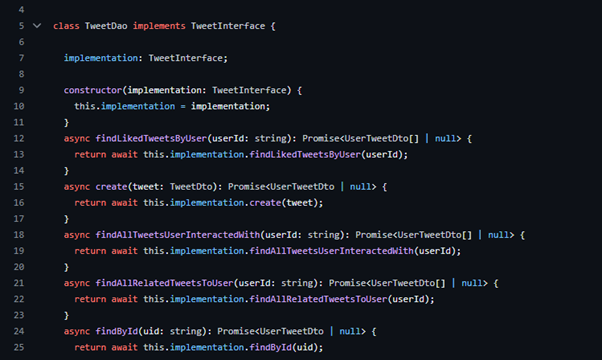 4
5 class TweetDao implements TweetInterface {
6
7 implementation: TweetInterface;
8
9 constructor(implementation: TweetInterface) {
10 this.implementation = implementation;
11 }
12 async findLikedTweetsByUser(userId: string): Promise<UserTweetDto[] | null> {
13 return await this.implementation.findLikedTweetsByUser(userId);
14 }
15 async create(tweet: TweetDto): Promise<UserTweetDto | null> {
16 return await this.implementation.create(tweet);
17 }
18 async findAllTweetsUserInteractedWith(userId: string): Promise<UserTweetDto[] | null> {
19 return await this.implementation.findAllTweetsUserInteractedWith(userId);
20 }
21 async findAllRelatedTweetsToUser(userId: string): Promise<UserTweetDto[] | null> {
22 return await this.implementation.findAllRelatedTweetsToUser(userId);
23 }
24 async findById(uid: string): Promise<UserTweetDto | null> {
25 return await this.implementation.findById(uid);